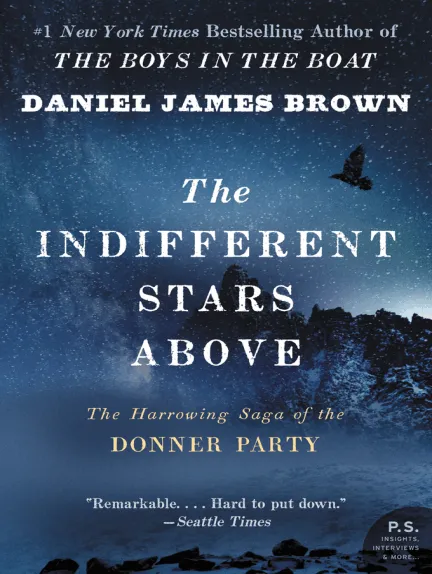 #1 New York Times Bestselling Author of
THE BOYS IN THE BOAT
DANIEL JAMES BROWN
The
INDIFFERENT
STARS
ABOVE
The Harrowing Saga of the
DONNER PARTY
"Remarkable. . . . Hard to put down."
—Seattle Times
P.S.
INSIGHTS,
INTERVIEWS
& MORE...